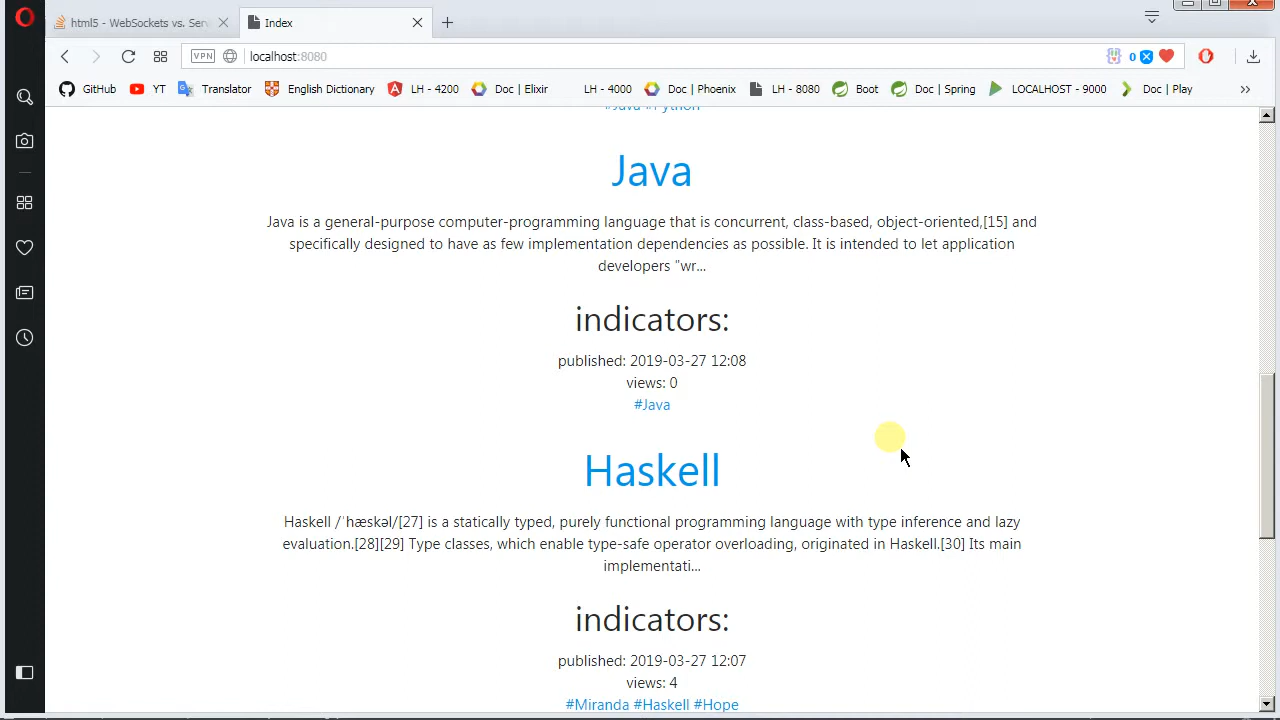 html5 - WebSockets vs. Serv
Index
VPN
localhost:8080
0
GitHub
YT
Translator
English Dictionary
LH - 4200
Doc | Elixir
LH - 4000
Doc | Phoenix
LH - 8080
Boot
Doc | Spring
LOCALHOST - 9000
Doc | Play
#Java #Python
Java
Java is a general-purpose computer-programming language that is concurrent, class-based, object-oriented,[15] and
specifically designed to have as few implementation dependencies as possible. It is intended to let application
developers "wr...
indicators:
published: 2019-03-27 12:08
views: 0
#Java
Haskell
Haskell /ˈhæskəl/[27] is a statically typed, purely functional programming language with type inference and lazy
evaluation.[28][29] Type classes, which enable type-safe operator overloading, originated in Haskell.[30] Its main
implementati...
indicators:
published: 2019-03-27 12:07
views: 4
#Miranda #Haskell #Hope